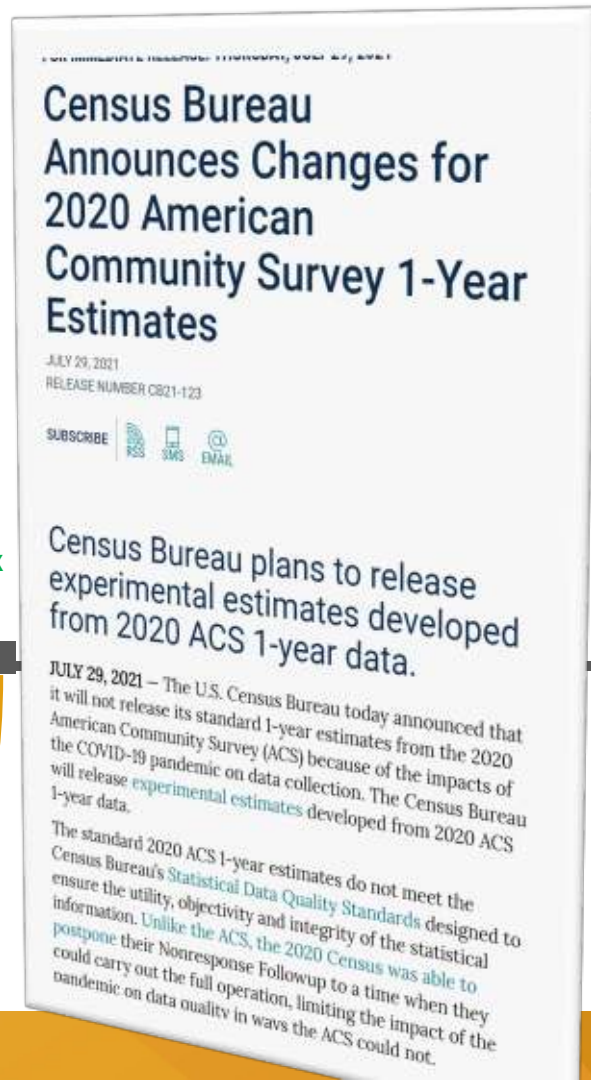 FOR IMMEDIATE RELEASE: THURSDAY, JULY 29, 2021
Census Bureau
Announces Changes for
2020 American
Community Survey 1-Year
Estimates
JULY 29, 2021
RELEASE NUMBER CB21-123
SUBSCRIBE RSS SMS EMAIL
Census Bureau plans to release
experimental estimates developed
from 2020 ACS 1-year data.
JULY 29, 2021 – The U.S. Census Bureau today announced that
it will not release its standard 1-year estimates from the 2020
American Community Survey (ACS) because of the impacts of
the COVID-19 pandemic on data collection. The Census Bureau
will release experimental estimates developed from 2020 ACS
1-year data.
The standard 2020 ACS 1-year estimates do not meet the
Census Bureau's Statistical Data Quality Standards designed to
ensure the utility, objectivity and integrity of the statistical
information. Unlike the ACS, the 2020 Census was able to
postpone their Nonresponse Followup to a time when they
could carry out the full operation, limiting the impact of the
pandemic on data quality in ways the ACS could not.